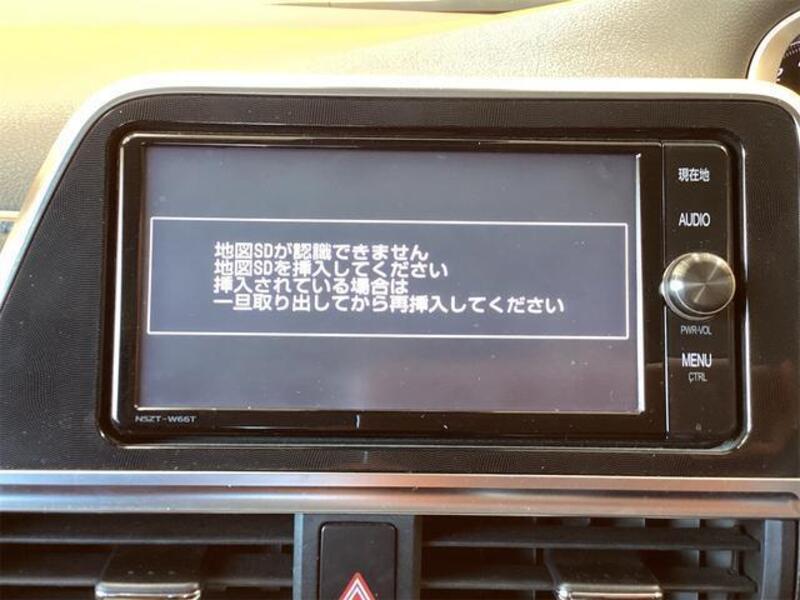 地図SDが認識できません
地図SDを挿入してください
挿入されている場合は
一旦取り出してから再挿入してください
現在地
AUDIO
PWR-VOL
MENU
CTRL
NSZT-W66T